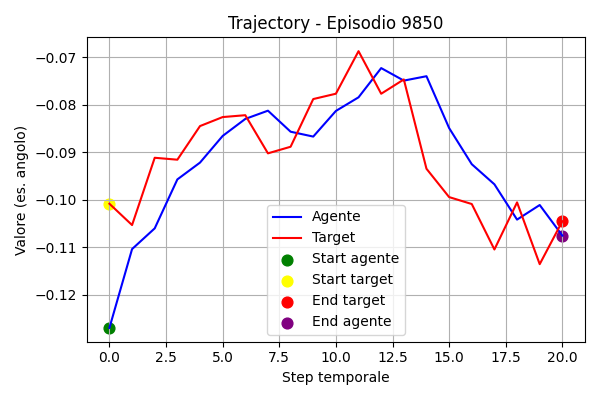 Trajectory - Episodio 9850
Valore (es. angolo)
−0.07
−0.08
−0.09
−0.10
−0.11
−0.12
Agente
Target
Start agente
Start target
End target
End agente
0.0 2.5 5.0 7.5 10.0 12.5 15.0 17.5 20.0
Step temporale